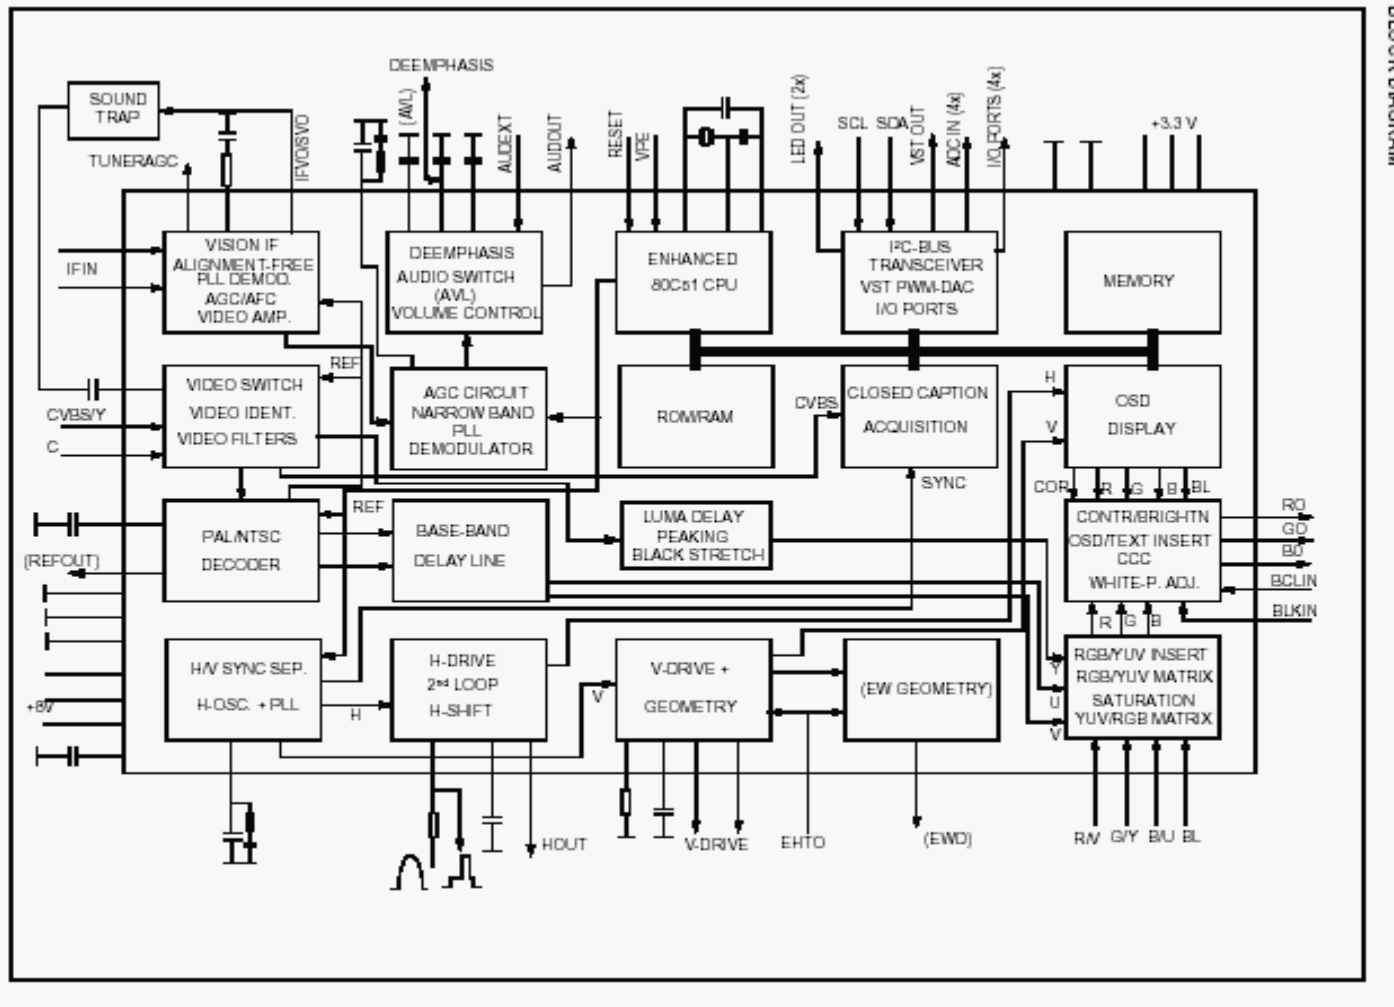 BLOCK DIAGRAM
DEEMPHASIS
SOUND
TRAP
TUNERAGC
IFVO/SVO
(AVL)
AUDEXT
AUDOUT
RESET
VPE
LED OUT (2x)
SCL SDA
VST OUT
ADC IN (4x)
I/O PORTS (4x)
+3.3 V
IFIN
VISION IF
ALIGNMENT-FREE
PLL DEMOD.
AGC/AFC
VIDEO AMP.
DEEMPHASIS
AUDIO SWITCH
(AVL)
VOLUME CONTROL
ENHANCED
80C51 CPU
I²C-BUS
TRANSCEIVER
VST PWM-DAC
I/O PORTS
MEMORY
REF
CVBS/Y
C
VIDEO SWITCH
VIDEO IDENT.
VIDEO FILTERS
AGC CIRCUIT
NARROW BAND
PLL
DEMODULATOR
ROM/RAM
CVBS
CLOSED CAPTION
ACQUISITION
SYNC
H
V
OSD
DISPLAY
COR R G B BL
REF
(REFOUT)
PAL/NTSC
DECODER
BASE-BAND
DELAY LINE
LUMA DELAY
PEAKING
BLACK STRETCH
CONTR/BRIGHTN
OSD/TEXT INSERT
CCC
WHITE-P. ADJ.
RO
GO
BO
BCLIN
BLKIN
R G B
+8V
H/V SYNC SEP.
H-OSC. + PLL
H
H-DRIVE
2nd LOOP
H-SHIFT
V
V-DRIVE +
GEOMETRY
(EW GEOMETRY)
Y
U
V
RGB/YUV INSERT
RGB/YUV MATRIX
SATURATION
YUV/RGB MATRIX
HOUT
V-DRIVE
EHTO
(EWD)
R/V G/Y B/U BL